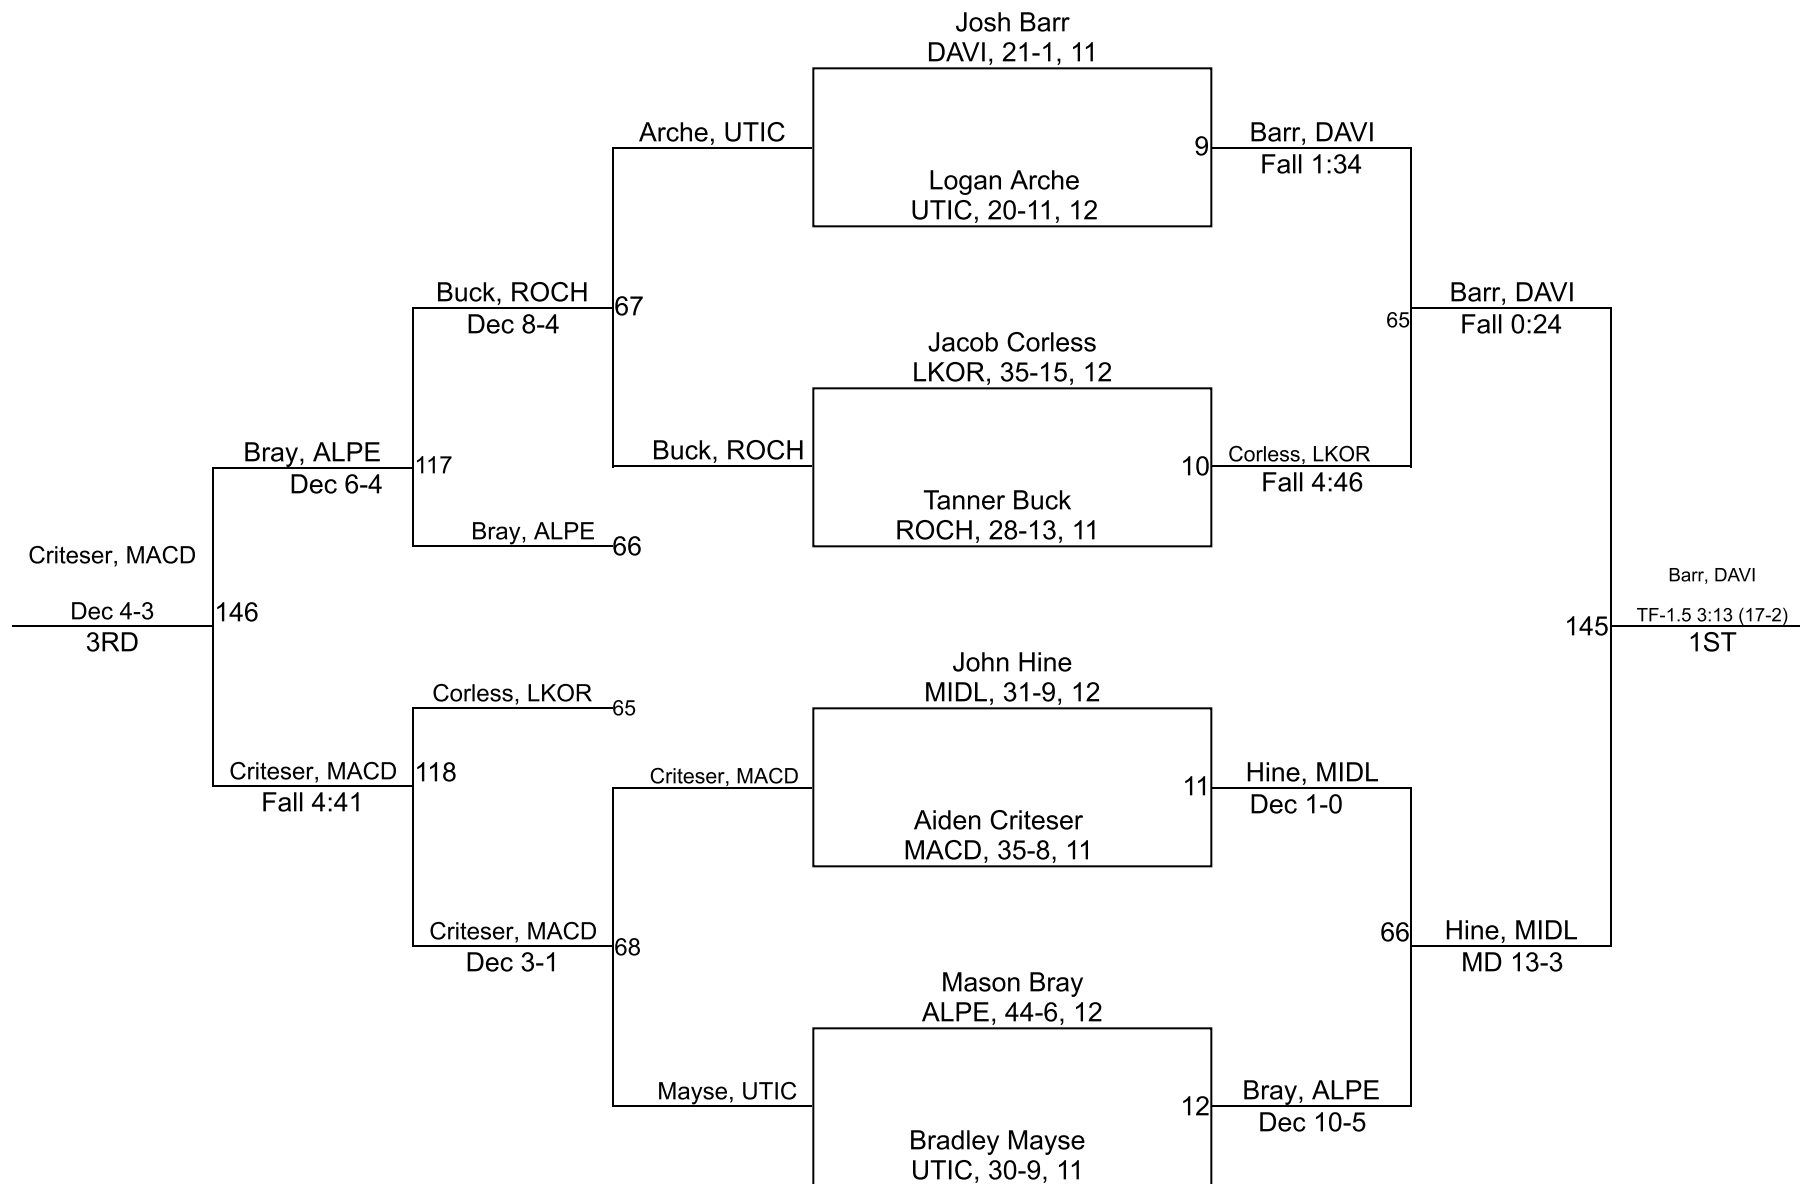 Josh Barr
DAVI, 21-1, 11
Arche, UTIC
9
Barr, DAVI
Fall 1:34
Logan Arche
UTIC, 20-11, 12
Buck, ROCH
67
Dec 8-4
Barr, DAVI
65
Fall 0:24
Jacob Corless
LKOR, 35-15, 12
Bray, ALPE
117
Dec 6-4
Buck, ROCH
10
Corless, LKOR
Fall 4:46
Tanner Buck
ROCH, 28-13, 11
Bray, ALPE
66
Criteser, MACD
Dec 4-3
146
3RD
Barr, DAVI
145
TF-1.5 3:13 (17-2)
1ST
John Hine
MIDL, 31-9, 12
Corless, LKOR
65
Criteser, MACD
118
Fall 4:41
Criteser, MACD
11
Hine, MIDL
Dec 1-0
Aiden Criteser
MACD, 35-8, 11
Criteser, MACD
68
Dec 3-1
66
Hine, MIDL
MD 13-3
Mason Bray
ALPE, 44-6, 12
Mayse, UTIC
12
Bray, ALPE
Dec 10-5
Bradley Mayse
UTIC, 30-9, 11